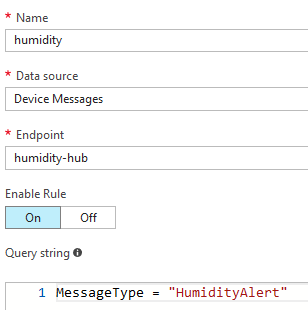 * Name
humidity
* Data source
Device Messages
* Endpoint
humidity-hub
Enable Rule
On Off
Query string
1 MessageType = "HumidityAlert"